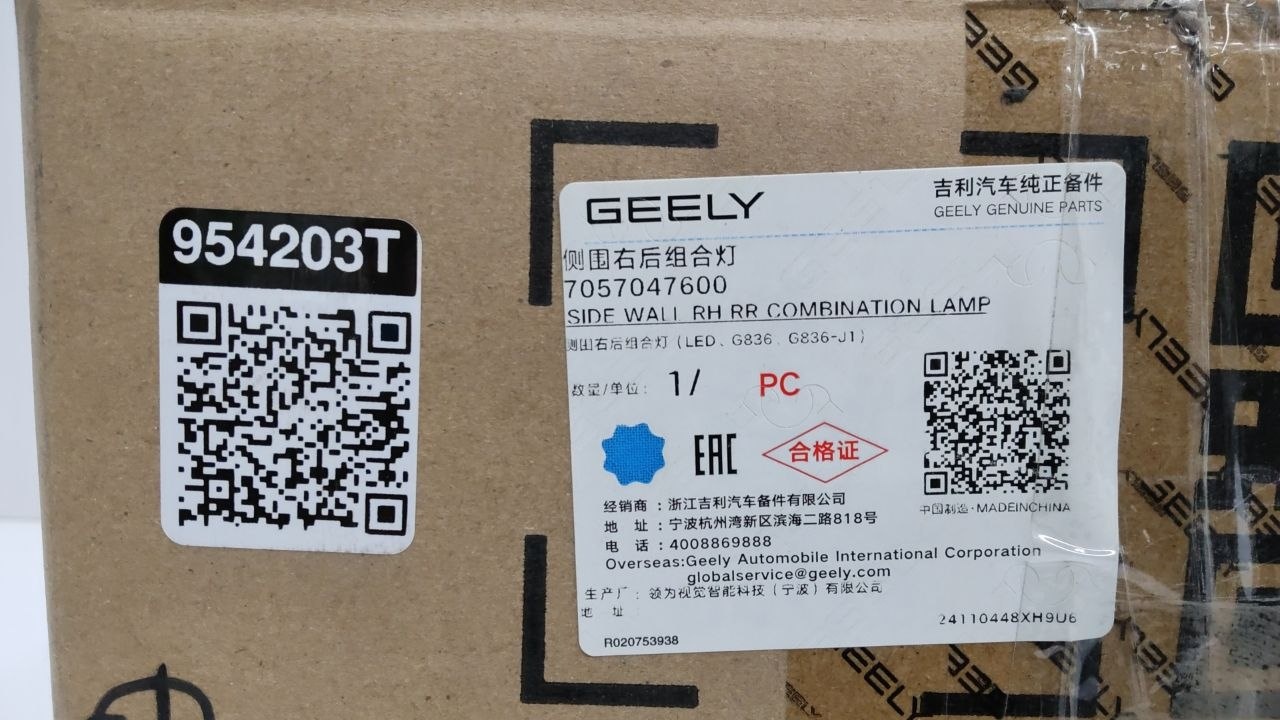 954203T
GEELY
吉利汽车纯正备件
GEELY GENUINE PARTS
侧围右后组合灯
7057047600
SIDE WALL RH RR COMBINATION LAMP
侧围右后组合灯（LED、G836、G836-J1）
数量/单位: 1/ PC
EAC
合格证
中国制造·MADEINCHINA
经销商：浙江吉利汽车备件有限公司
地 址：宁波杭州湾新区滨海二路818号
电 话：4008869888
Overseas:Geely Automobile International Corporation
globalservice@geely.com
生产厂：领为视觉智能科技（宁波）有限公司
地 址:
24110448XH9U6
R020753938
GEELY
GEELY